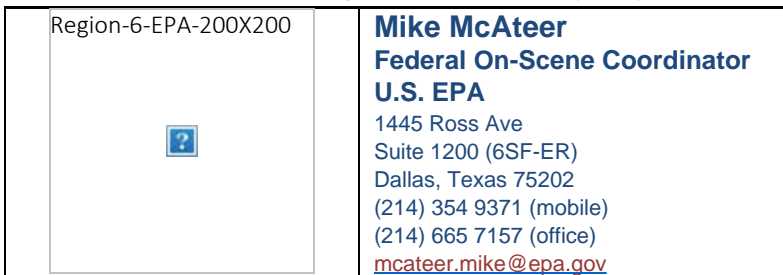 Region-6-EPA-200X200
Mike McAteer
Federal On-Scene Coordinator
U.S. EPA
1445 Ross Ave
Suite 1200 (6SF-ER)
Dallas, Texas 75202
(214) 354 9371 (mobile)
(214) 665 7157 (office)
mcateer.mike@epa.gov